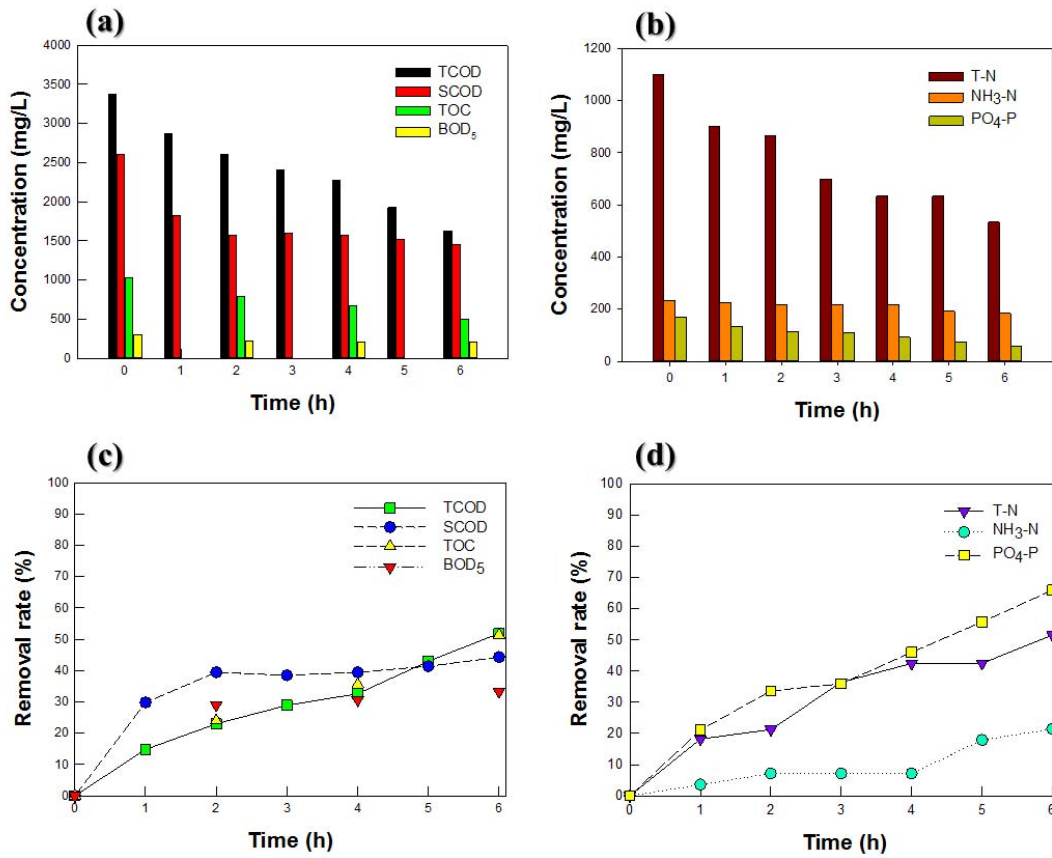 (a)
Concentration (mg/L)
4000
3500
3000
2500
2000
1500
1000
500
0
TCOD
SCOD
TOC
BOD₅
0 1 2 3 4 5 6
Time (h)
(b)
Concentration (mg/L)
1200
1000
800
600
400
200
0
T-N
NH₃-N
PO₄-P
0 1 2 3 4 5 6
Time (h)
(c)
Removal rate (%)
100
90
80
70
60
50
40
30
20
10
0
TCOD
SCOD
TOC
BOD₅
0 1 2 3 4 5 6
Time (h)
(d)
Removal rate (%)
100
90
80
70
60
50
40
30
20
10
0
T-N
NH₃-N
PO₄-P
0 1 2 3 4 5 6
Time (h)